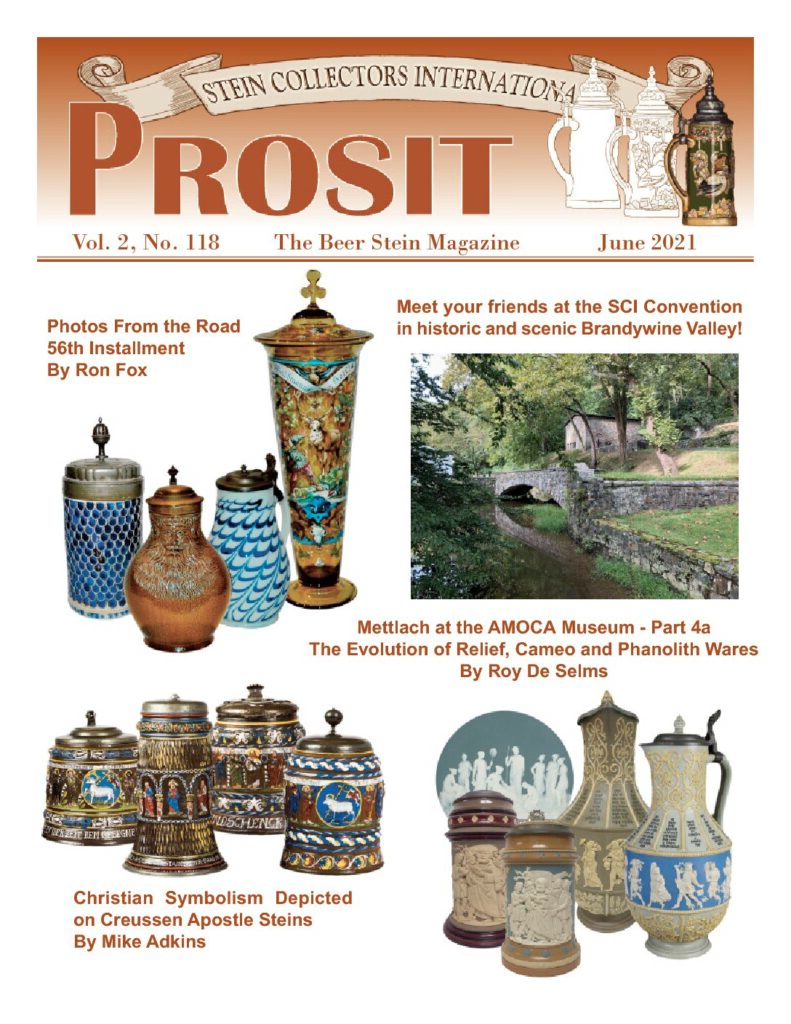 STEIN COLLECTORS INTERNATIONA
PROSIT
Vol. 2, No. 118 The Beer Stein Magazine June 2021
Photos From the Road
56th Installment
By Ron Fox
Meet your friends at the SCI Convention
in historic and scenic Brandywine Valley!
Mettlach at the AMOCA Museum - Part 4a
The Evolution of Relief, Cameo and Phanolith Wares
By Roy De Selms
Christian Symbolism Depicted
on Creussen Apostle Steins
By Mike Adkins